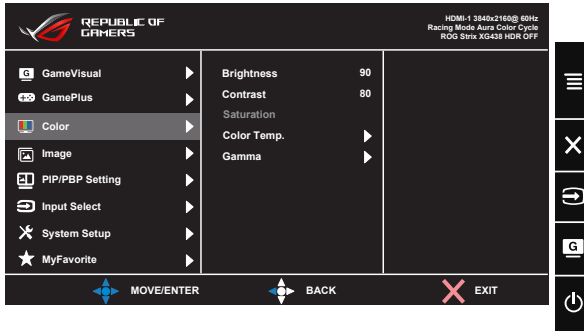 REPUBLIC OF
GAMERS
HDMI-1 3840x2160@ 60Hz
Racing Mode Aura Color Cycle
ROG Strix XG438 HDR OFF
G GameVisual
GamePlus
Color
Image
PIP/PBP Setting
Input Select
System Setup
MyFavorite
Brightness 90
Contrast 80
Saturation
Color Temp.
Gamma
MOVE/ENTER BACK EXIT
G